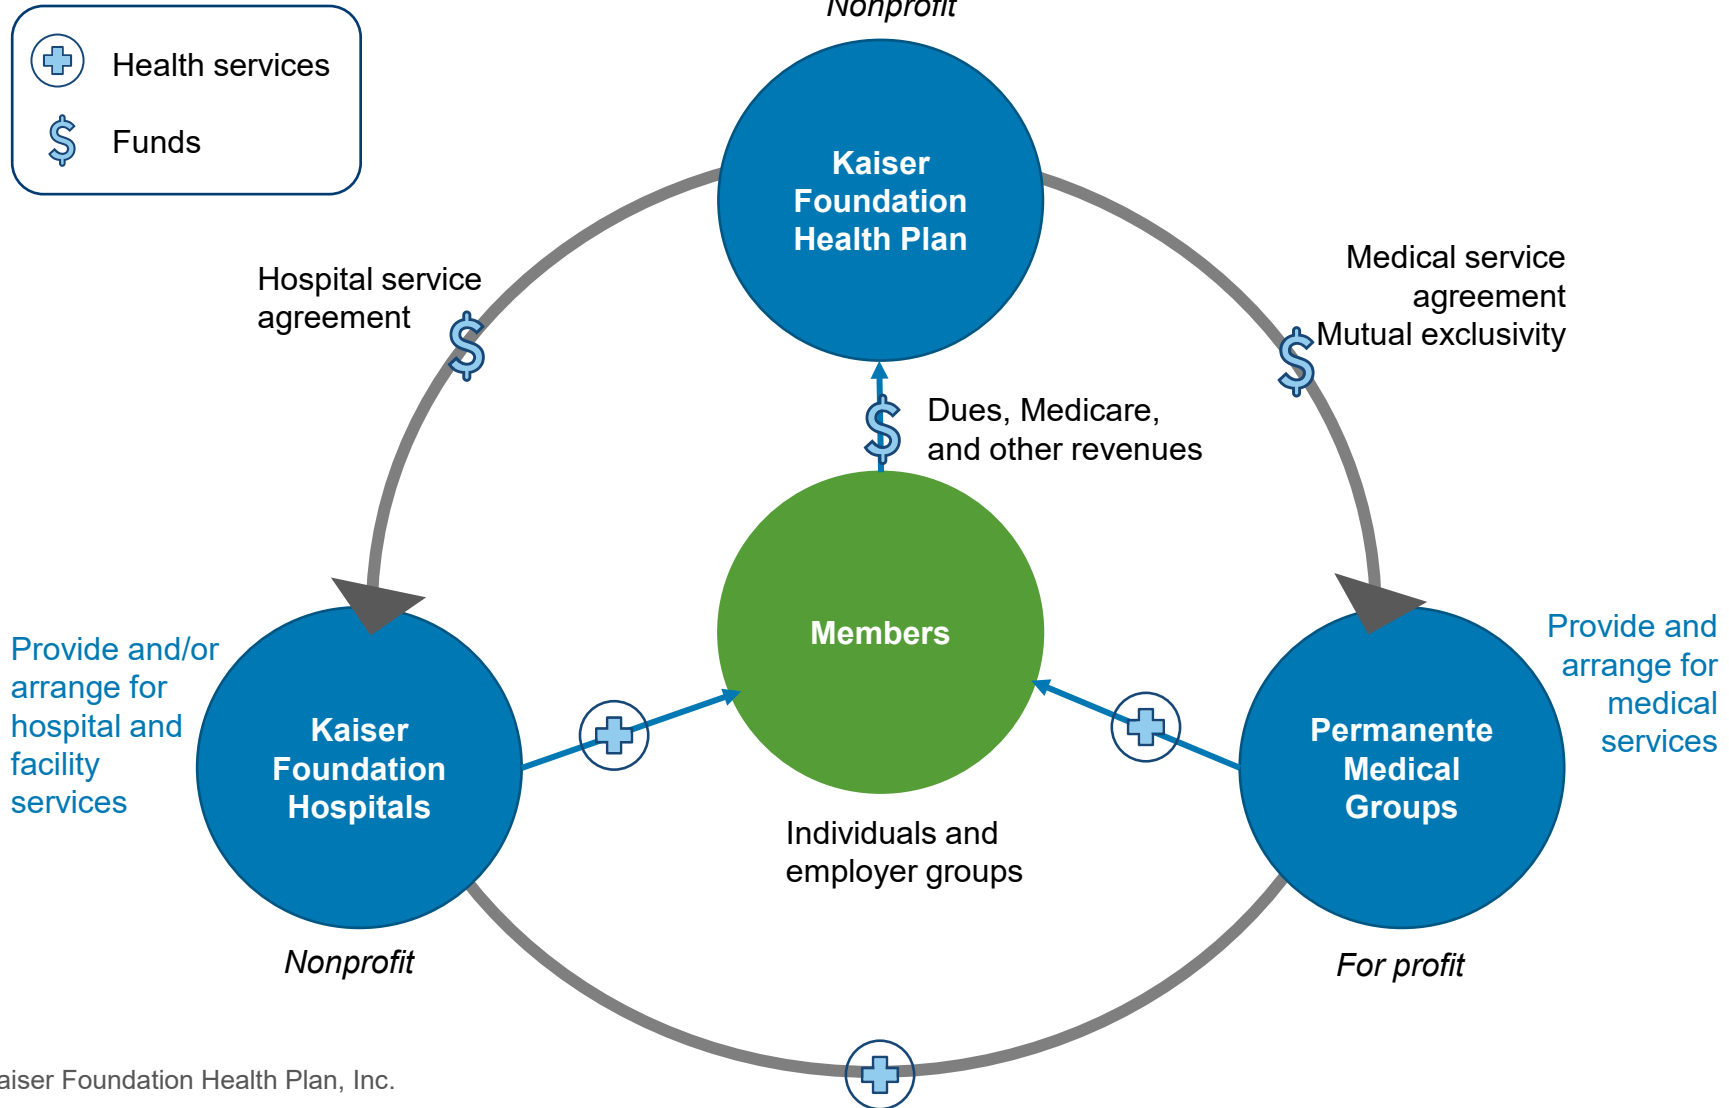 Nonprofit
Health services
Funds
Kaiser
Foundation
Health Plan
Hospital service
agreement
Medical service
agreement
Mutual exclusivity
Dues, Medicare,
and other revenues
Members
Provide and/or
arrange for
hospital and
facility
services
Kaiser
Foundation
Hospitals
Permanente
Medical
Groups
Provide and
arrange for
medical
services
Individuals and
employer groups
Nonprofit
For profit
aiser Foundation Health Plan, Inc.